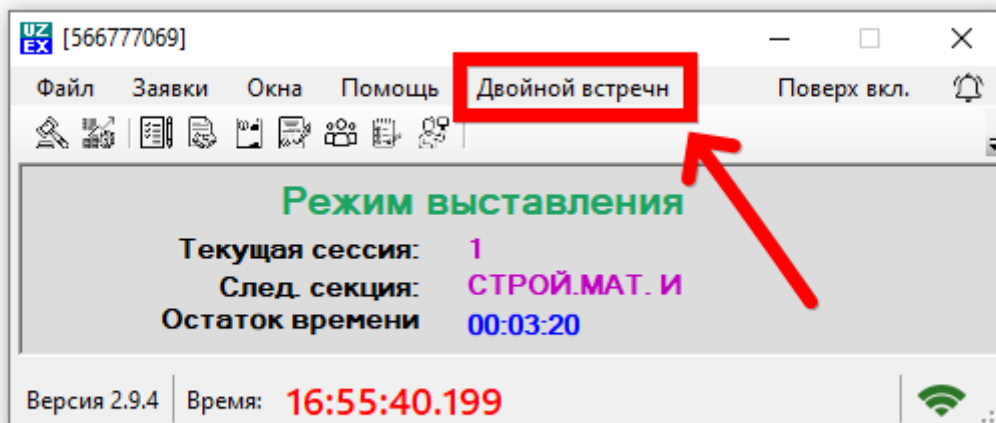 UZ
EX [566777069]
Файл Заявки Окна Помощь Двойной встречн Поверх вкл.
Режим выставления
Текущая сессия: 1
След. секция: СТРОЙ.МАТ. И
Остаток времени 00:03:20
Версия 2.9.4 Время: 16:55:40.199